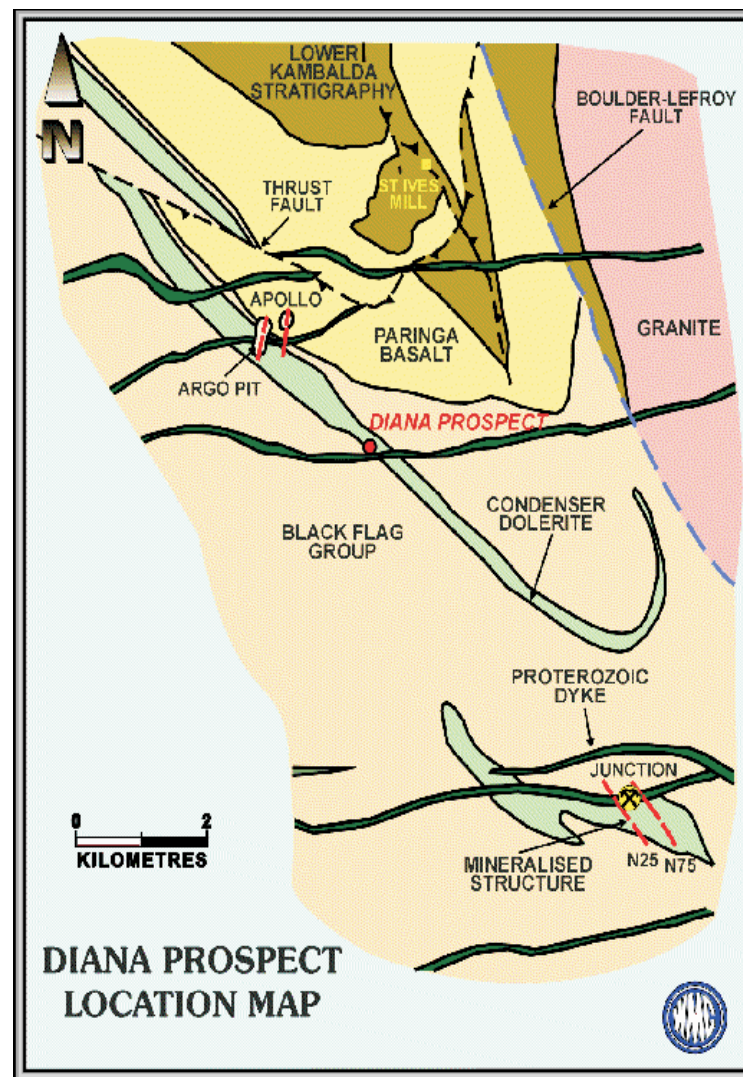 LOWER
KAMBALDA
STRATIGRAPHY
BOULDER-LEFROY
FAULT
N
THRUST
FAULT
ST IVES
MILL
APOLLO
GRANITE
PARINGA
BASALT
ARGO PIT
DIANA PROSPECT
CONDENSER
DOLERITE
BLACK FLAG
GROUP
PROTEROZOIC
DYKE
JUNCTION
0 2
KILOMETRES
MINERALISED
STRUCTURE
N25 N75
DIANA PROSPECT
LOCATION MAP
WMC